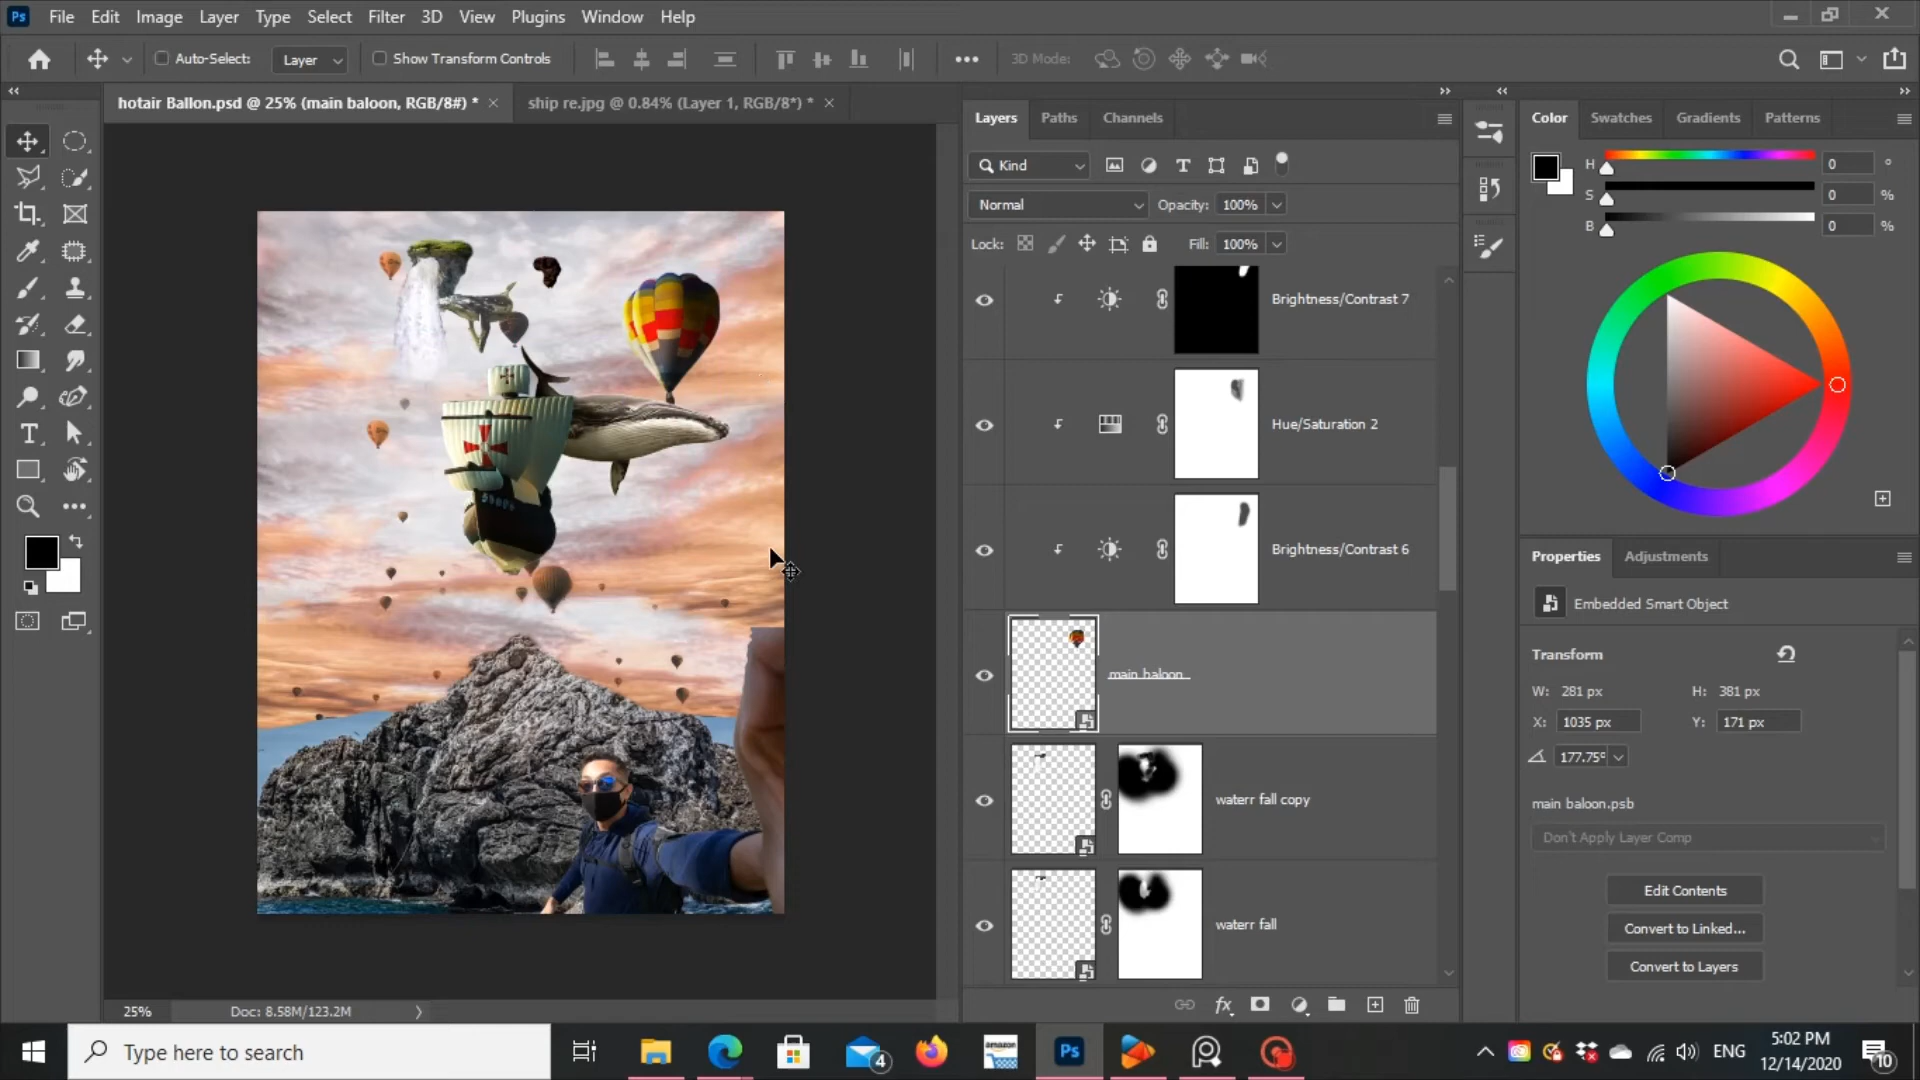 Ps File Edit Image Layer Type Select Filter 3D View Plugins Window Help
Auto-Select: Layer Show Transform Controls 3D Mode:
hotair Ballon.psd @ 25% (main baloon, RGB/8#) * ship re.jpg @ 0.84% (Layer 1, RGB/8*) *
Layers Paths Channels
Kind
Normal Opacity: 100%
Lock: Fill: 100%
Brightness/Contrast 7
Hue/Saturation 2
Brightness/Contrast 6
main baloon
waterr fall copy
waterr fall
fx
Color Swatches Gradients Patterns
H 0 °
S 0 %
B 0 %
Properties Adjustments
Embedded Smart Object
Transform
W: 281 px H: 381 px
X: 1035 px Y: 171 px
177.75°
main baloon.psb
Don't Apply Layer Comp
Edit Contents
Convert to Linked...
Convert to Layers
25% Doc: 8.58M/123.2M
Type here to search
amazon
4
Ps
ENG
5:02 PM
12/14/2020
10